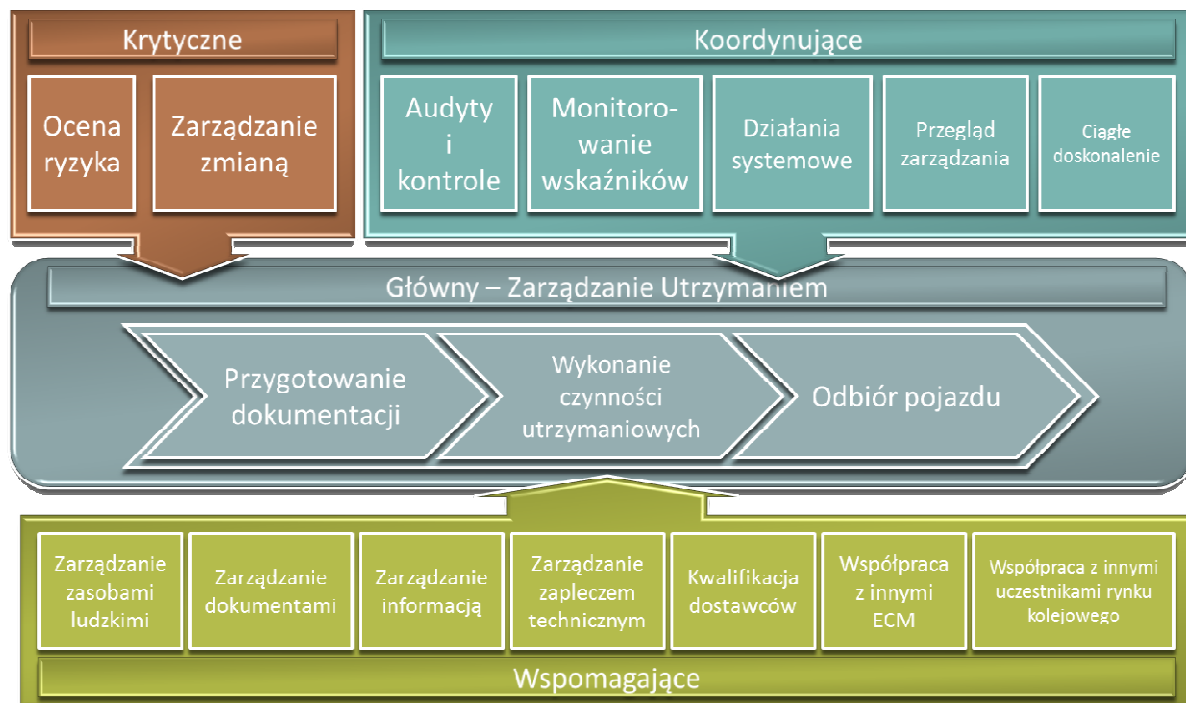 Krytyczne
Ocena
ryzyka
Zarządzanie
zmianą
Koordynujące
Audyty
i
kontrole
Monitoro-
wanie
wskaźników
Działania
systemowe
Przegląd
zarządzania
Ciągłe
doskonalenie
Główny – Zarządzanie Utrzymaniem
Przygotowanie
dokumentacji
Wykonanie
czynności
utrzymaniowych
Odbiór pojazdu
Zarządzanie
zasobami
ludzkimi
Zarządzanie
dokumentami
Zarządzanie
informacją
Zarządzanie
zapleczem
technicznym
Kwalifikacja
dostawców
Współpraca
z innymi
ECM
Współpraca z innymi
uczestnikami rynku
kolejowego
Wspomagające